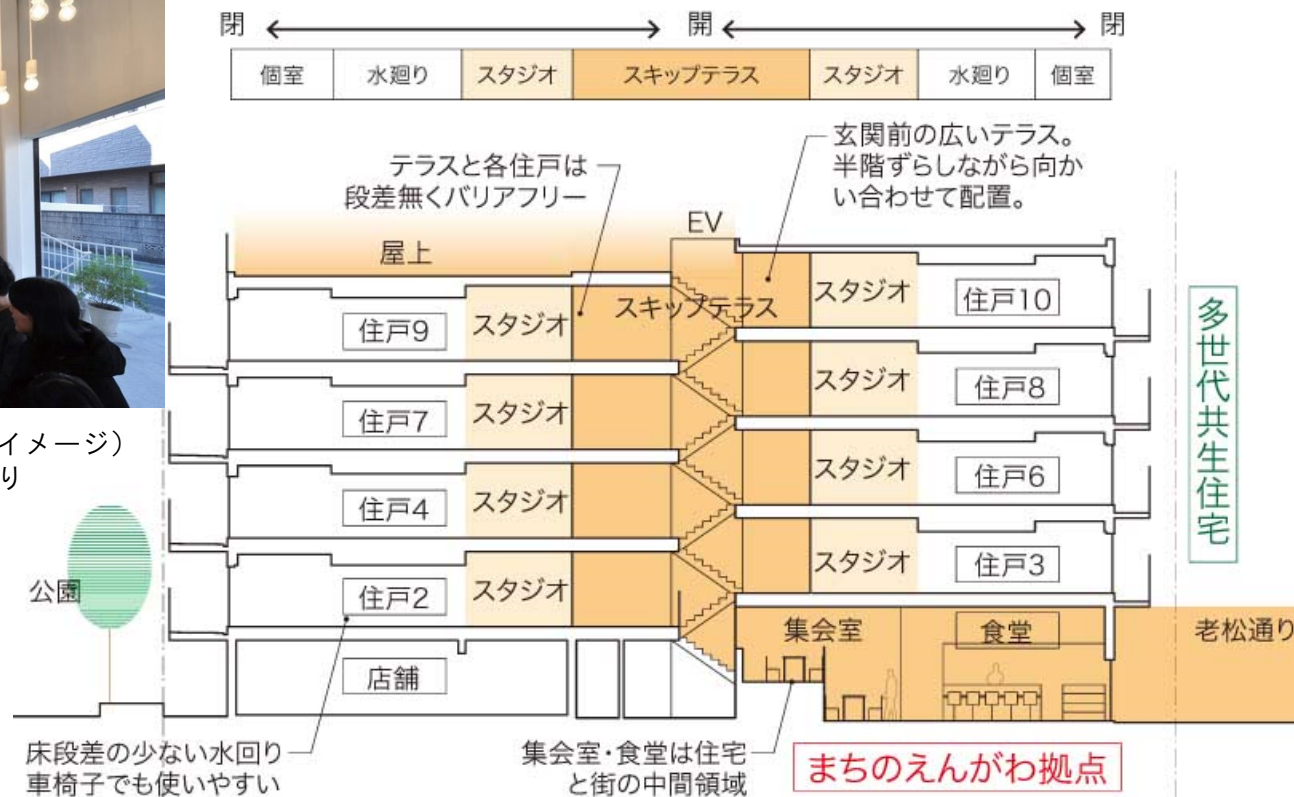 閉 開 閉
個室 水廻り スタジオ スキップテラス スタジオ 水廻り 個室
玄関前の広いテラス。
半階ずらしながら向か
い合わせて配置。
テラスと各住戸は
段差無くバリアフリー
EV
屋上
スキップテラス
スタジオ 住戸10
住戸9 スタジオ
スタジオ 住戸8
住戸7 スタジオ
スタジオ 住戸6
住戸4 スタジオ
スタジオ 住戸3
住戸2 スタジオ
多世代共生住宅
イメージ)
り
公園
集会室 食堂 老松通り
店舗
床段差の少ない水回り
車椅子でも使いやすい
集会室・食堂は住宅
と街の中間領域
まちのえんがわ拠点